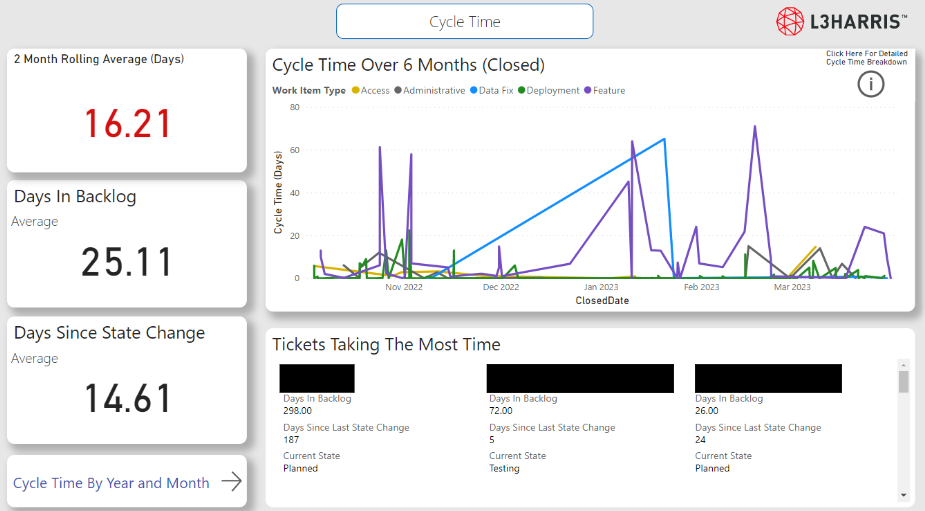 Cycle Time
L3HARRIS™
2 Month Rolling Average (Days)
16.21
Days In Backlog
Average
25.11
Days Since State Change
Average
14.61
Cycle Time By Year and Month
Cycle Time Over 6 Months (Closed)
Click Here For Detailed
Cycle Time Breakdown
i
Work Item Type Access Administrative Data Fix Deployment Feature
Cycle Time (Days)
80
60
40
20
0
Nov 2022 Dec 2022 Jan 2023 Feb 2023 Mar 2023
ClosedDate
Tickets Taking The Most Time
Days In Backlog Days In Backlog Days In Backlog
298.00 72.00 26.00
Days Since Last State Change Days Since Last State Change Days Since Last State Change
187 5 24
Current State Current State Current State
Planned Testing Planned